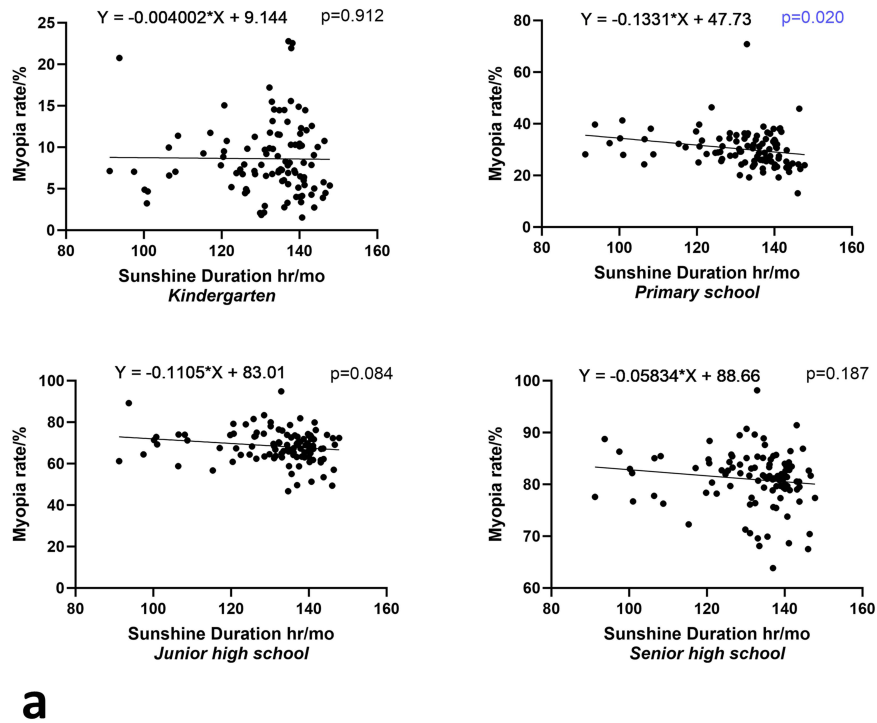 Y = -0.004002*X + 9.144
p=0.912
Myopia rate/%
25
20
15
10
5
0
80
100
120
140
160
Sunshine Duration hr/mo
Kindergarten
Y = -0.1331*X + 47.73
p=0.020
Myopia rate/%
80
60
40
20
0
80
100
120
140
160
Sunshine Duration hr/mo
Primary school
Y = -0.1105*X + 83.01
p=0.084
Myopia rate/%
100
80
60
40
20
0
80
100
120
140
160
Sunshine Duration hr/mo
Junior high school
Y = -0.05834*X + 88.66
p=0.187
Myopia rate/%
100
90
80
70
60
80
100
120
140
160
Sunshine Duration hr/mo
Senior high school
a